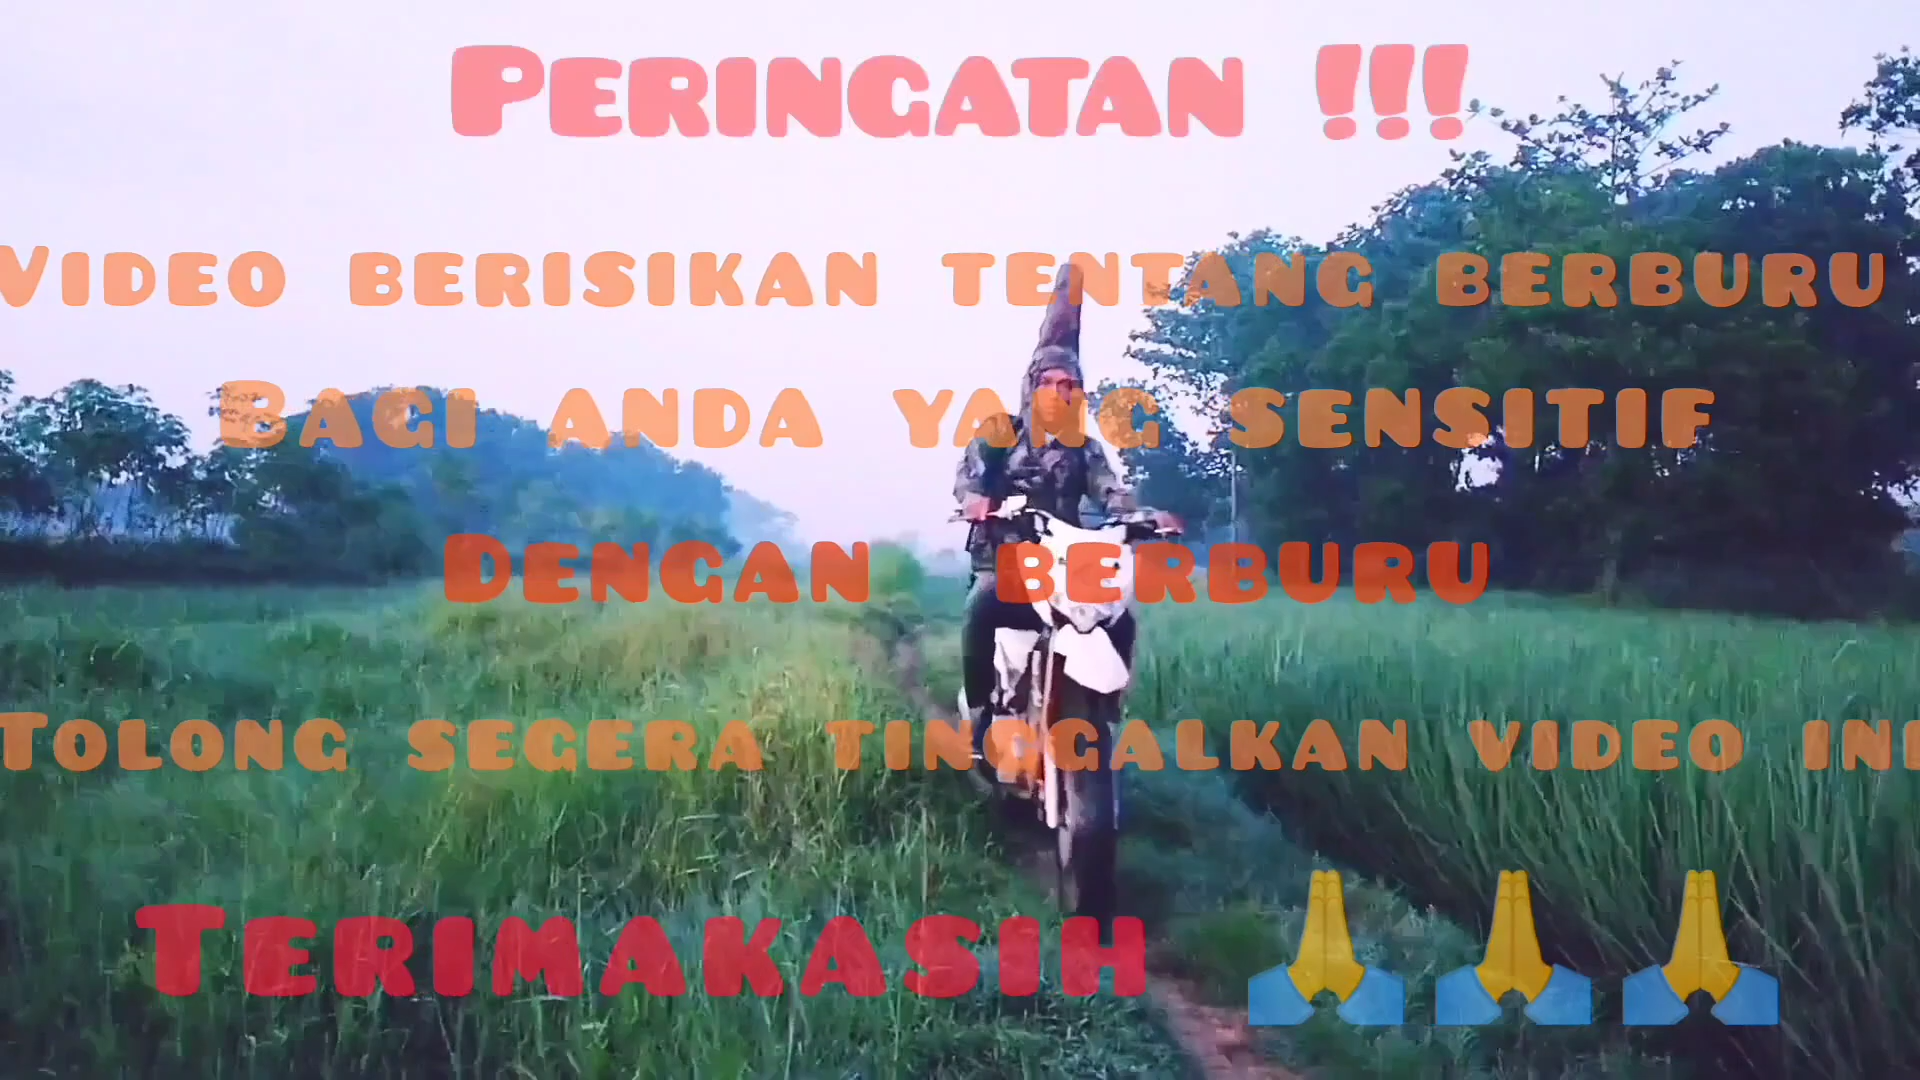 PERINGATAN !!!
VIDEO BERISIKAN TENTANG BERBURU
BAGI ANDA YANG SENSITIF
DENGAN BERBURU
TOLONG SEGERA TINGGALKAN VIDEO INI
TERIMAKASIH 🙏🙏🙏